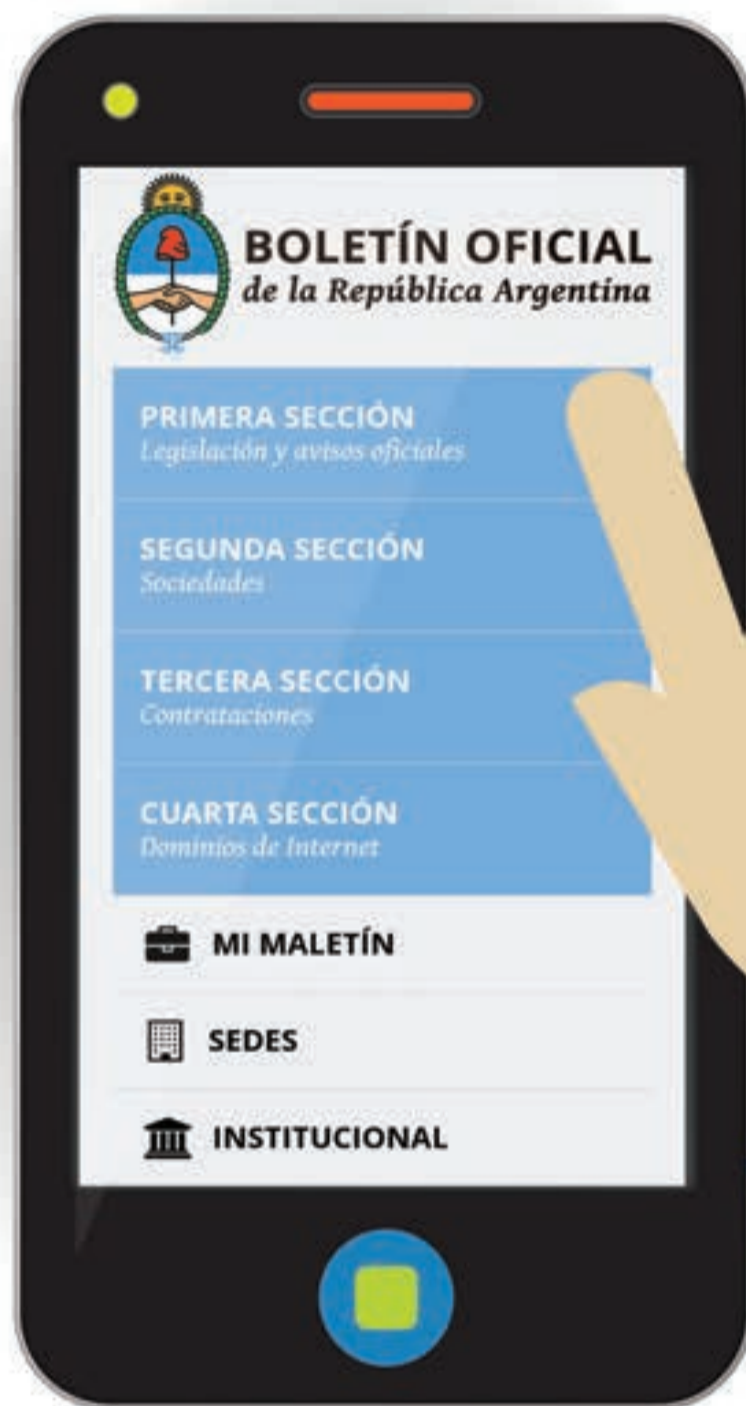 BOLETÍN OFICIAL
de la República Argentina
PRIMERA SECCIÓN
Legislación y avisos oficiales
SEGUNDA SECCIÓN
Sociedades
TERCERA SECCIÓN
Contrataciones
CUARTA SECCIÓN
Dominios de Internet
MI MALETÍN
SEDES
INSTITUCIONAL